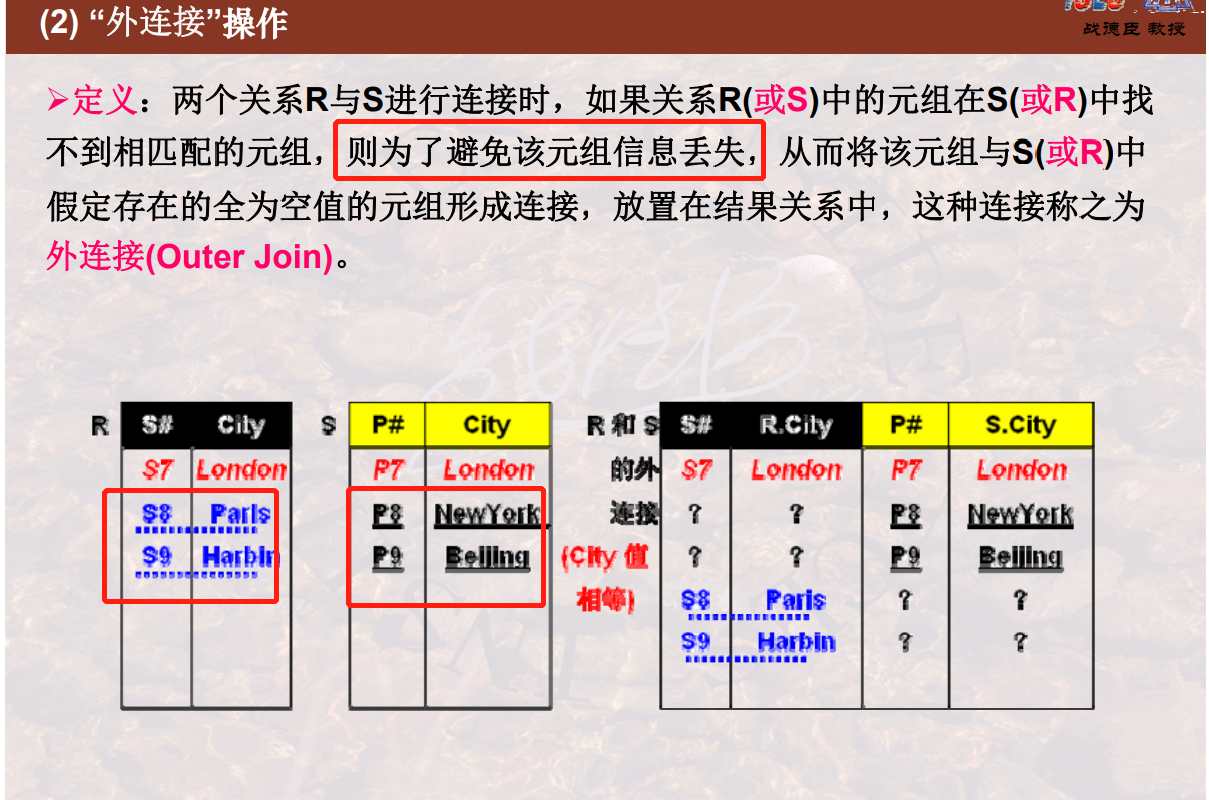 (2) “外连接”操作
战德臣 教授
➢定义：两个关系R与S进行连接时，如果关系R(或S)中的元组在S(或R)中找
不到相匹配的元组，则为了避免该元组信息丢失，从而将该元组与S(或R)中
假定存在的全为空值的元组形成连接，放置在结果关系中，这种连接称之为
外连接(Outer Join)。
R S# City
S7 London
S8 Paris
S9 Harbin
S P# City
P7 London
P8 NewYork
P9 Beijing
R 和 S
的外
连接
(City 值
相等)
S# R.City P# S.City
S7 London P7 London
? ? P8 NewYork
? ? P9 Beijing
S8 Paris ? ?
S9 Harbin ? ?